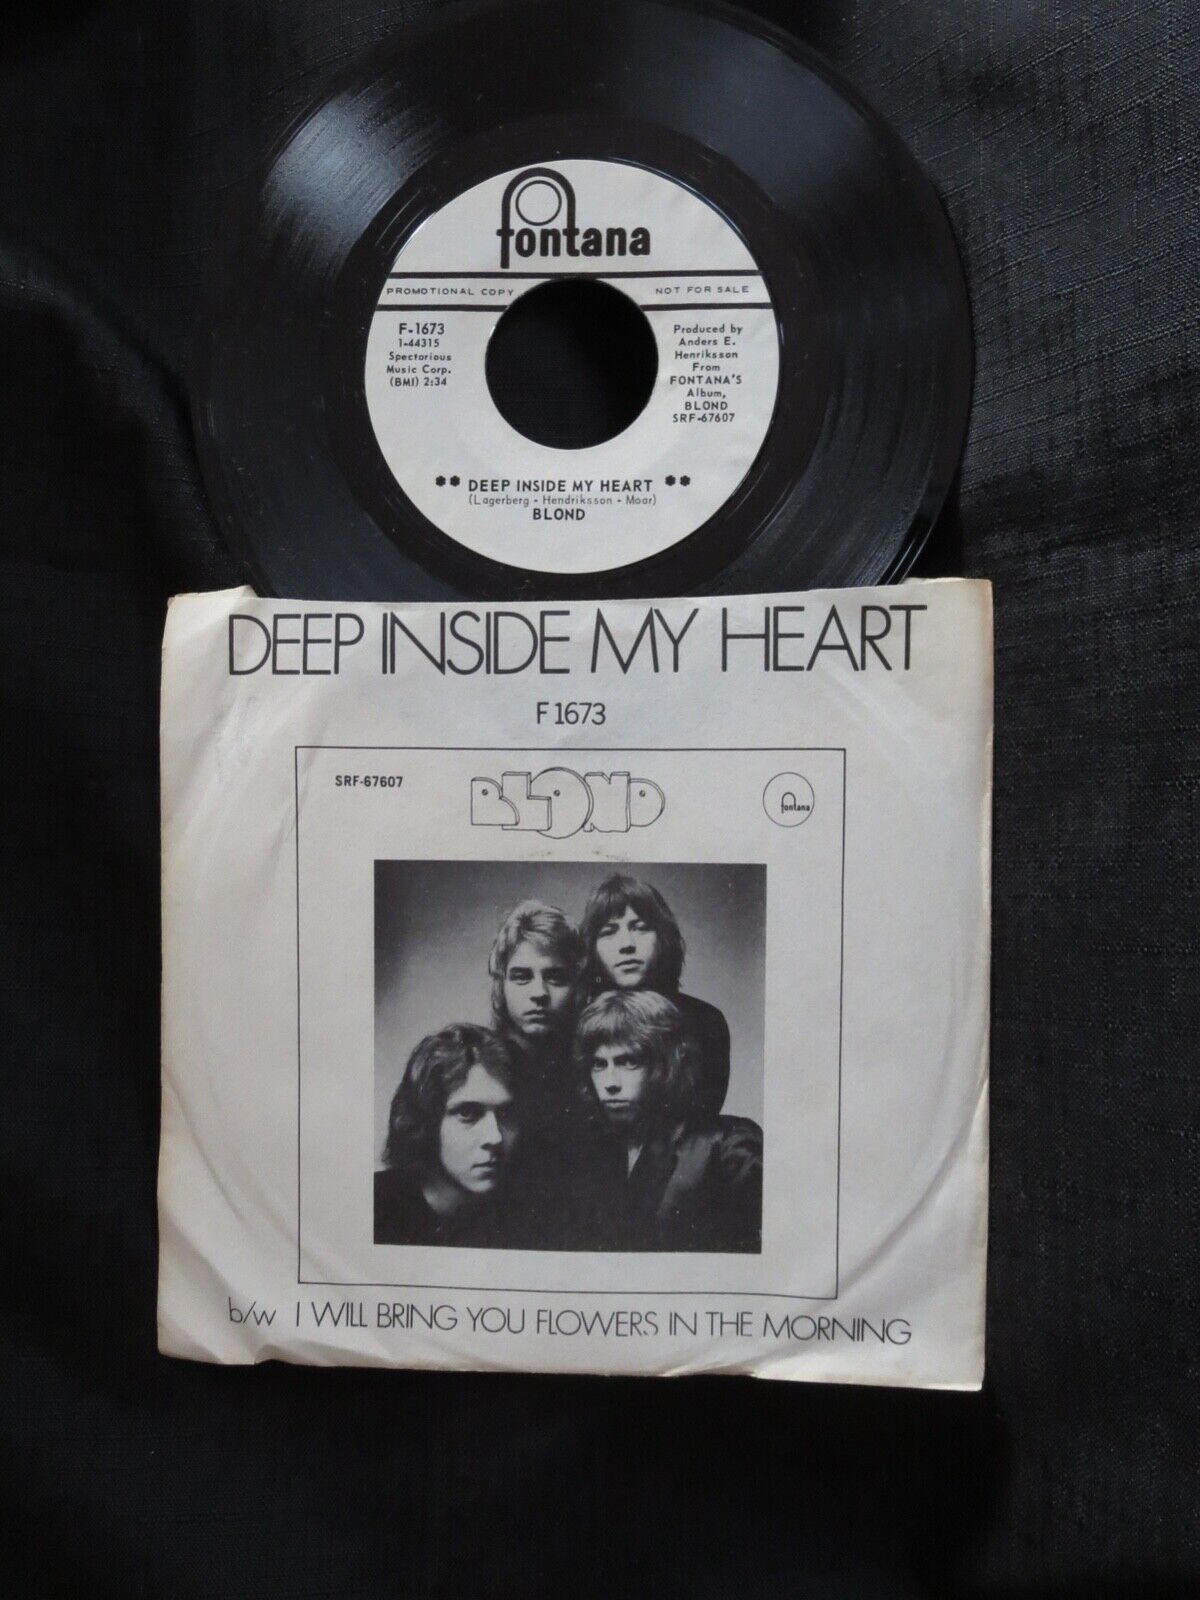 fontana
PROMOTIONAL COPY NOT FOR SALE
F-1673
1-44315
Spectorious
Music Corp.
(BMI) 2:34
Produced by
Anders E.
Henriksson
From
FONTANA'S
Album,
BLOND
SRF-67607
** DEEP INSIDE MY HEART **
(Lagerberg - Hendriksson - Moar)
BLOND
DEEP INSIDE MY HEART
F 1673
SRF-67607
BLOND
fontana
b/w I WILL BRING YOU FLOWERS IN THE MORNING